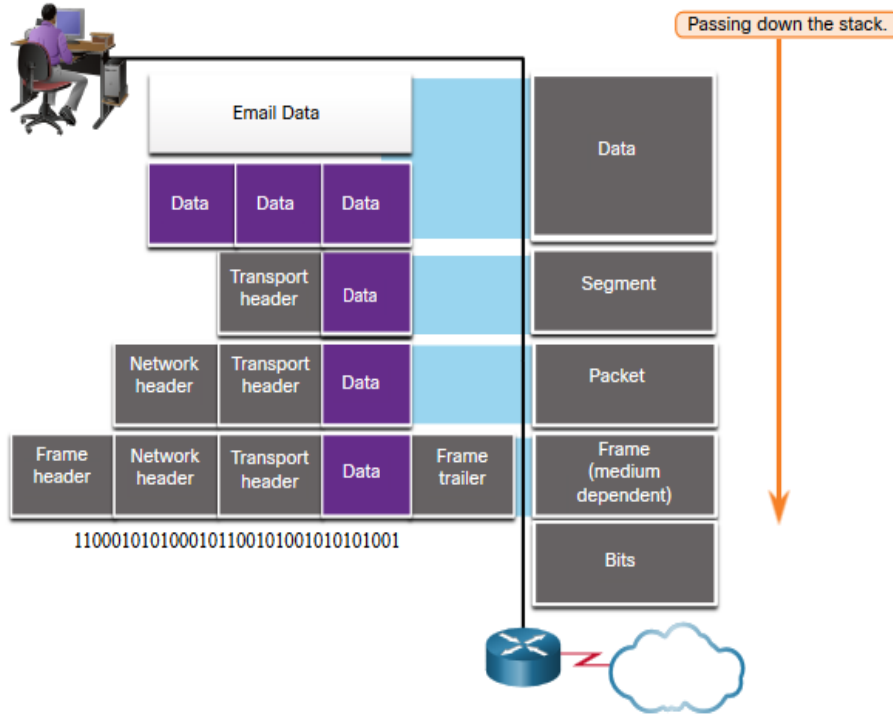 Passing down the stack.
Email Data
Data
Data
Data
Data
Transport
header
Data
Segment
Network
header
Transport
header
Data
Packet
Frame
header
Network
header
Transport
header
Data
Frame
trailer
Frame
(medium
dependent)
1100010101000101100101001010101001
Bits